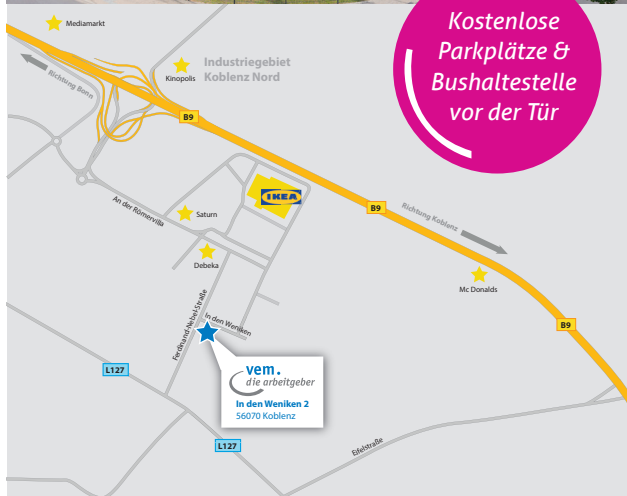 Kostenlose
Parkplätze &
Bushaltestelle
vor der Tür
Mediamarkt
Richtung Bonn
Kinopolis
Industriegebiet
Koblenz Nord
B9
An der Römervilla
Saturn
IKEA
B9
Richtung Koblenz
Debeka
Mc Donalds
Ferdinand-Nebel-Straße
In den Weniken
B9
L127
vem.
die arbeitgeber
In den Weniken 2
56070 Koblenz
L127
Eifelstraße